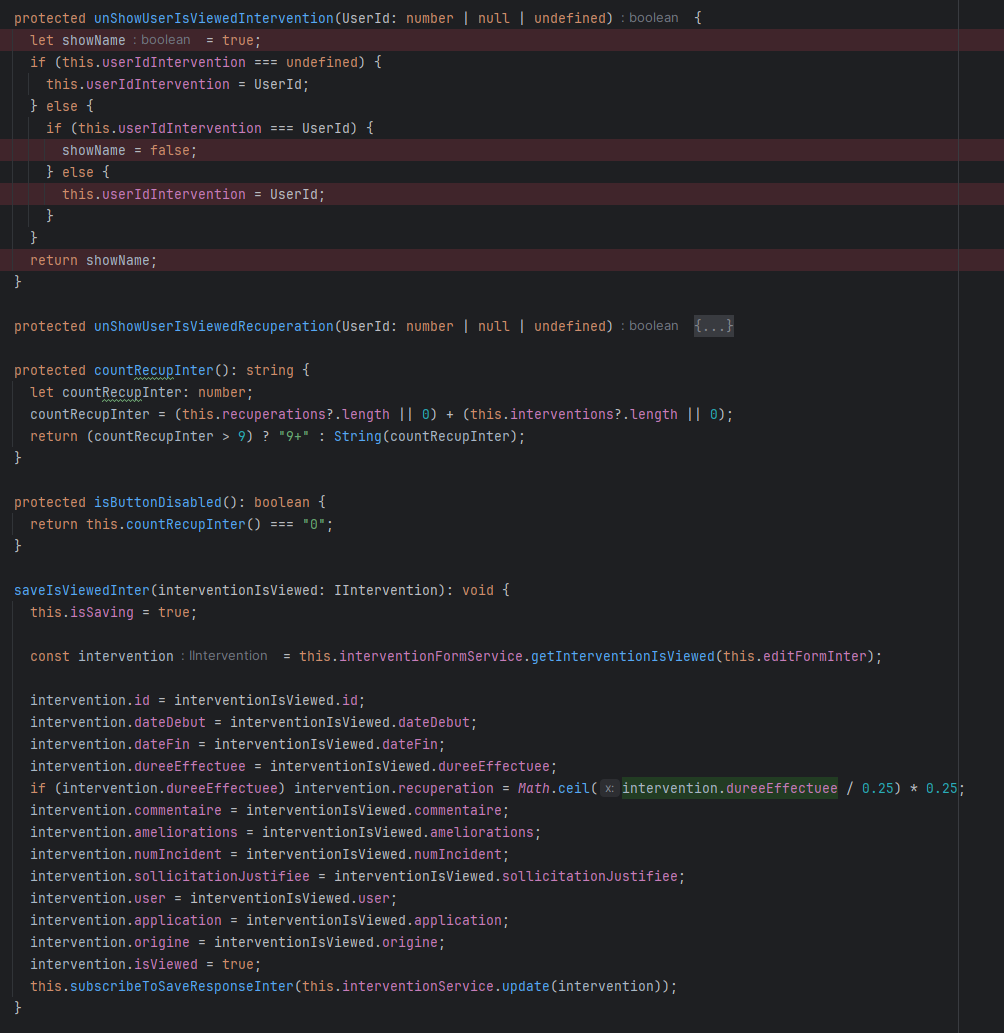 protected unShowUserIsViewedIntervention(UserId: number | null | undefined) : boolean {
  let showName : boolean = true;
  if (this.userIdIntervention === undefined) {
    this.userIdIntervention = UserId;
  } else {
    if (this.userIdIntervention === UserId) {
      showName = false;
    } else {
      this.userIdIntervention = UserId;
    }
  }
  return showName;
}

protected unShowUserIsViewedRecuperation(UserId: number | null | undefined) : boolean {...}

protected countRecupInter(): string {
  let countRecupInter: number;
  countRecupInter = (this.recuperations?.length || 0) + (this.interventions?.length || 0);
  return (countRecupInter > 9) ? "9+" : String(countRecupInter);
}

protected isButtonDisabled(): boolean {
  return this.countRecupInter() === "0";
}

saveIsViewedInter(interventionIsViewed: IIntervention): void {
  this.isSaving = true;

  const intervention : IIntervention = this.interventionFormService.getInterventionIsViewed(this.editFormInter);

  intervention.id = interventionIsViewed.id;
  intervention.dateDebut = interventionIsViewed.dateDebut;
  intervention.dateFin = interventionIsViewed.dateFin;
  intervention.dureeEffectuee = interventionIsViewed.dureeEffectuee;
  if (intervention.dureeEffectuee) intervention.recuperation = Math.ceil( x: intervention.dureeEffectuee / 0.25) * 0.25;
  intervention.commentaire = interventionIsViewed.commentaire;
  intervention.ameliorations = interventionIsViewed.ameliorations;
  intervention.numIncident = interventionIsViewed.numIncident;
  intervention.sollicitationJustifiee = interventionIsViewed.sollicitationJustifiee;
  intervention.user = interventionIsViewed.user;
  intervention.application = interventionIsViewed.application;
  intervention.origine = interventionIsViewed.origine;
  intervention.isViewed = true;
  this.subscribeToSaveResponseInter(this.interventionService.update(intervention));
}